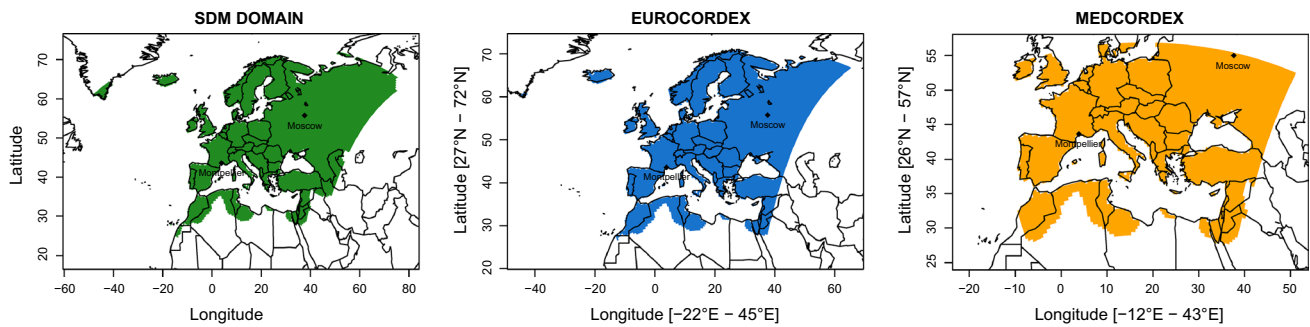 SDM DOMAIN
Latitude
70
60
50
40
30
20
Moscow
Montpellier
−60 −40 −20 0 20 40 60 80
Longitude
EUROCORDEX
Latitude [27°N − 72°N]
70
60
50
40
30
20
Moscow
Montpellier
−60 −40 −20 0 20 40 60
Longitude [−22°E − 45°E]
MEDCORDEX
Latitude [26°N − 57°N]
55
50
45
40
35
30
25
Moscow
Montpellier
−20 −10 0 10 20 30 40 50
Longitude [−12°E − 43°E]